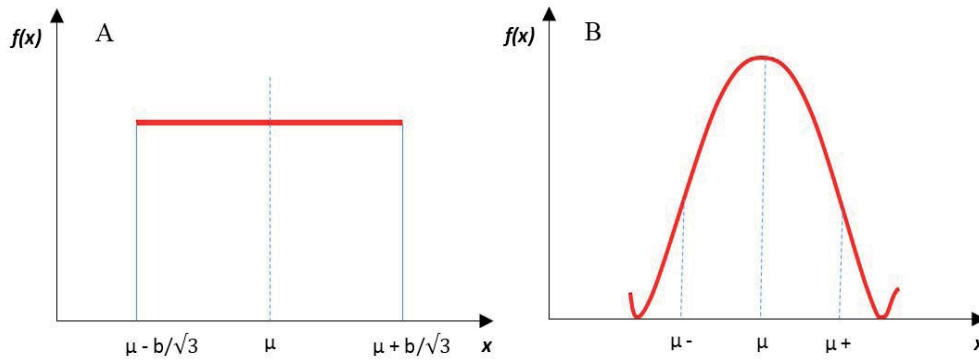 f(x)
A
μ - b/√3
μ
μ + b/√3
x
f(x)
B
μ -
μ
μ +